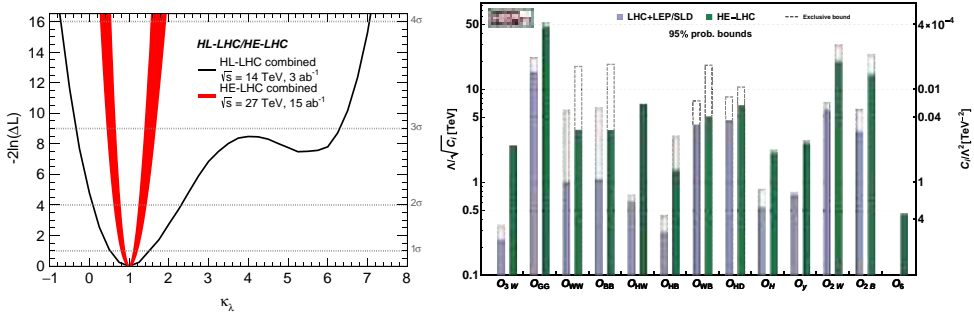 16
14
12
10
8
6
4
2
0
-2ln(ΔL)
4σ
3σ
2σ
1σ
HL-LHC/HE-LHC
HL-LHC combined
√s = 14 TeV, 3 ab⁻¹
HE-LHC combined
√s = 27 TeV, 15 ab⁻¹
−1 0 1 2 3 4 5 6 7 8
κλ
LHC+LEP/SLD HE-LHC Exclusive bound
95% prob. bounds
50
10
5
1
0.5
0.1
Λ/√Ci [TeV]
4×10⁻⁴
0.01
0.04
1
4
Ci/Λ² [TeV⁻²]
O3W OGG OWW OBB OHW OHB OWB OHD OH Oy O2W O2B O6